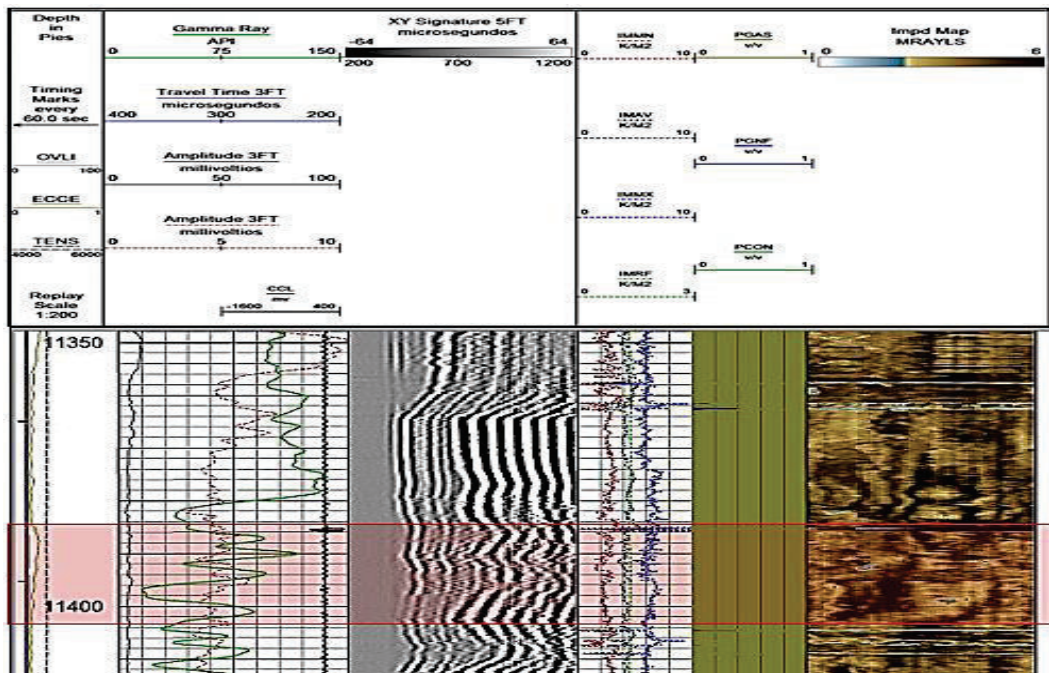 Depth
in
Pies
Timing
Marks
every
60.0 sec
OVLI
0 100
ECCE
0 1
TENS
4000 6000
Replay
Scale
1:200
Gamma Ray
API
0 75 150
Travel Time 3FT
microsegundos
400 300 200
Amplitude 3FT
millivoltios
0 50 100
Amplitude 3FT
millivoltios
0 5 10
CCL
mv
-1600 400
XY Signature 5FT
microsegundos
-64 64
200 700 1200
IMMN
K/M2
0 10
IMAV
K/M2
0 10
IMMX
K/M2
0 10
IMRF
K/M2
0 3
PGAS
v/v
0 1
PGNF
v/v
0 1
PCON
v/v
0 1
Impd Map
MRAYLS
0 6
11350
11400